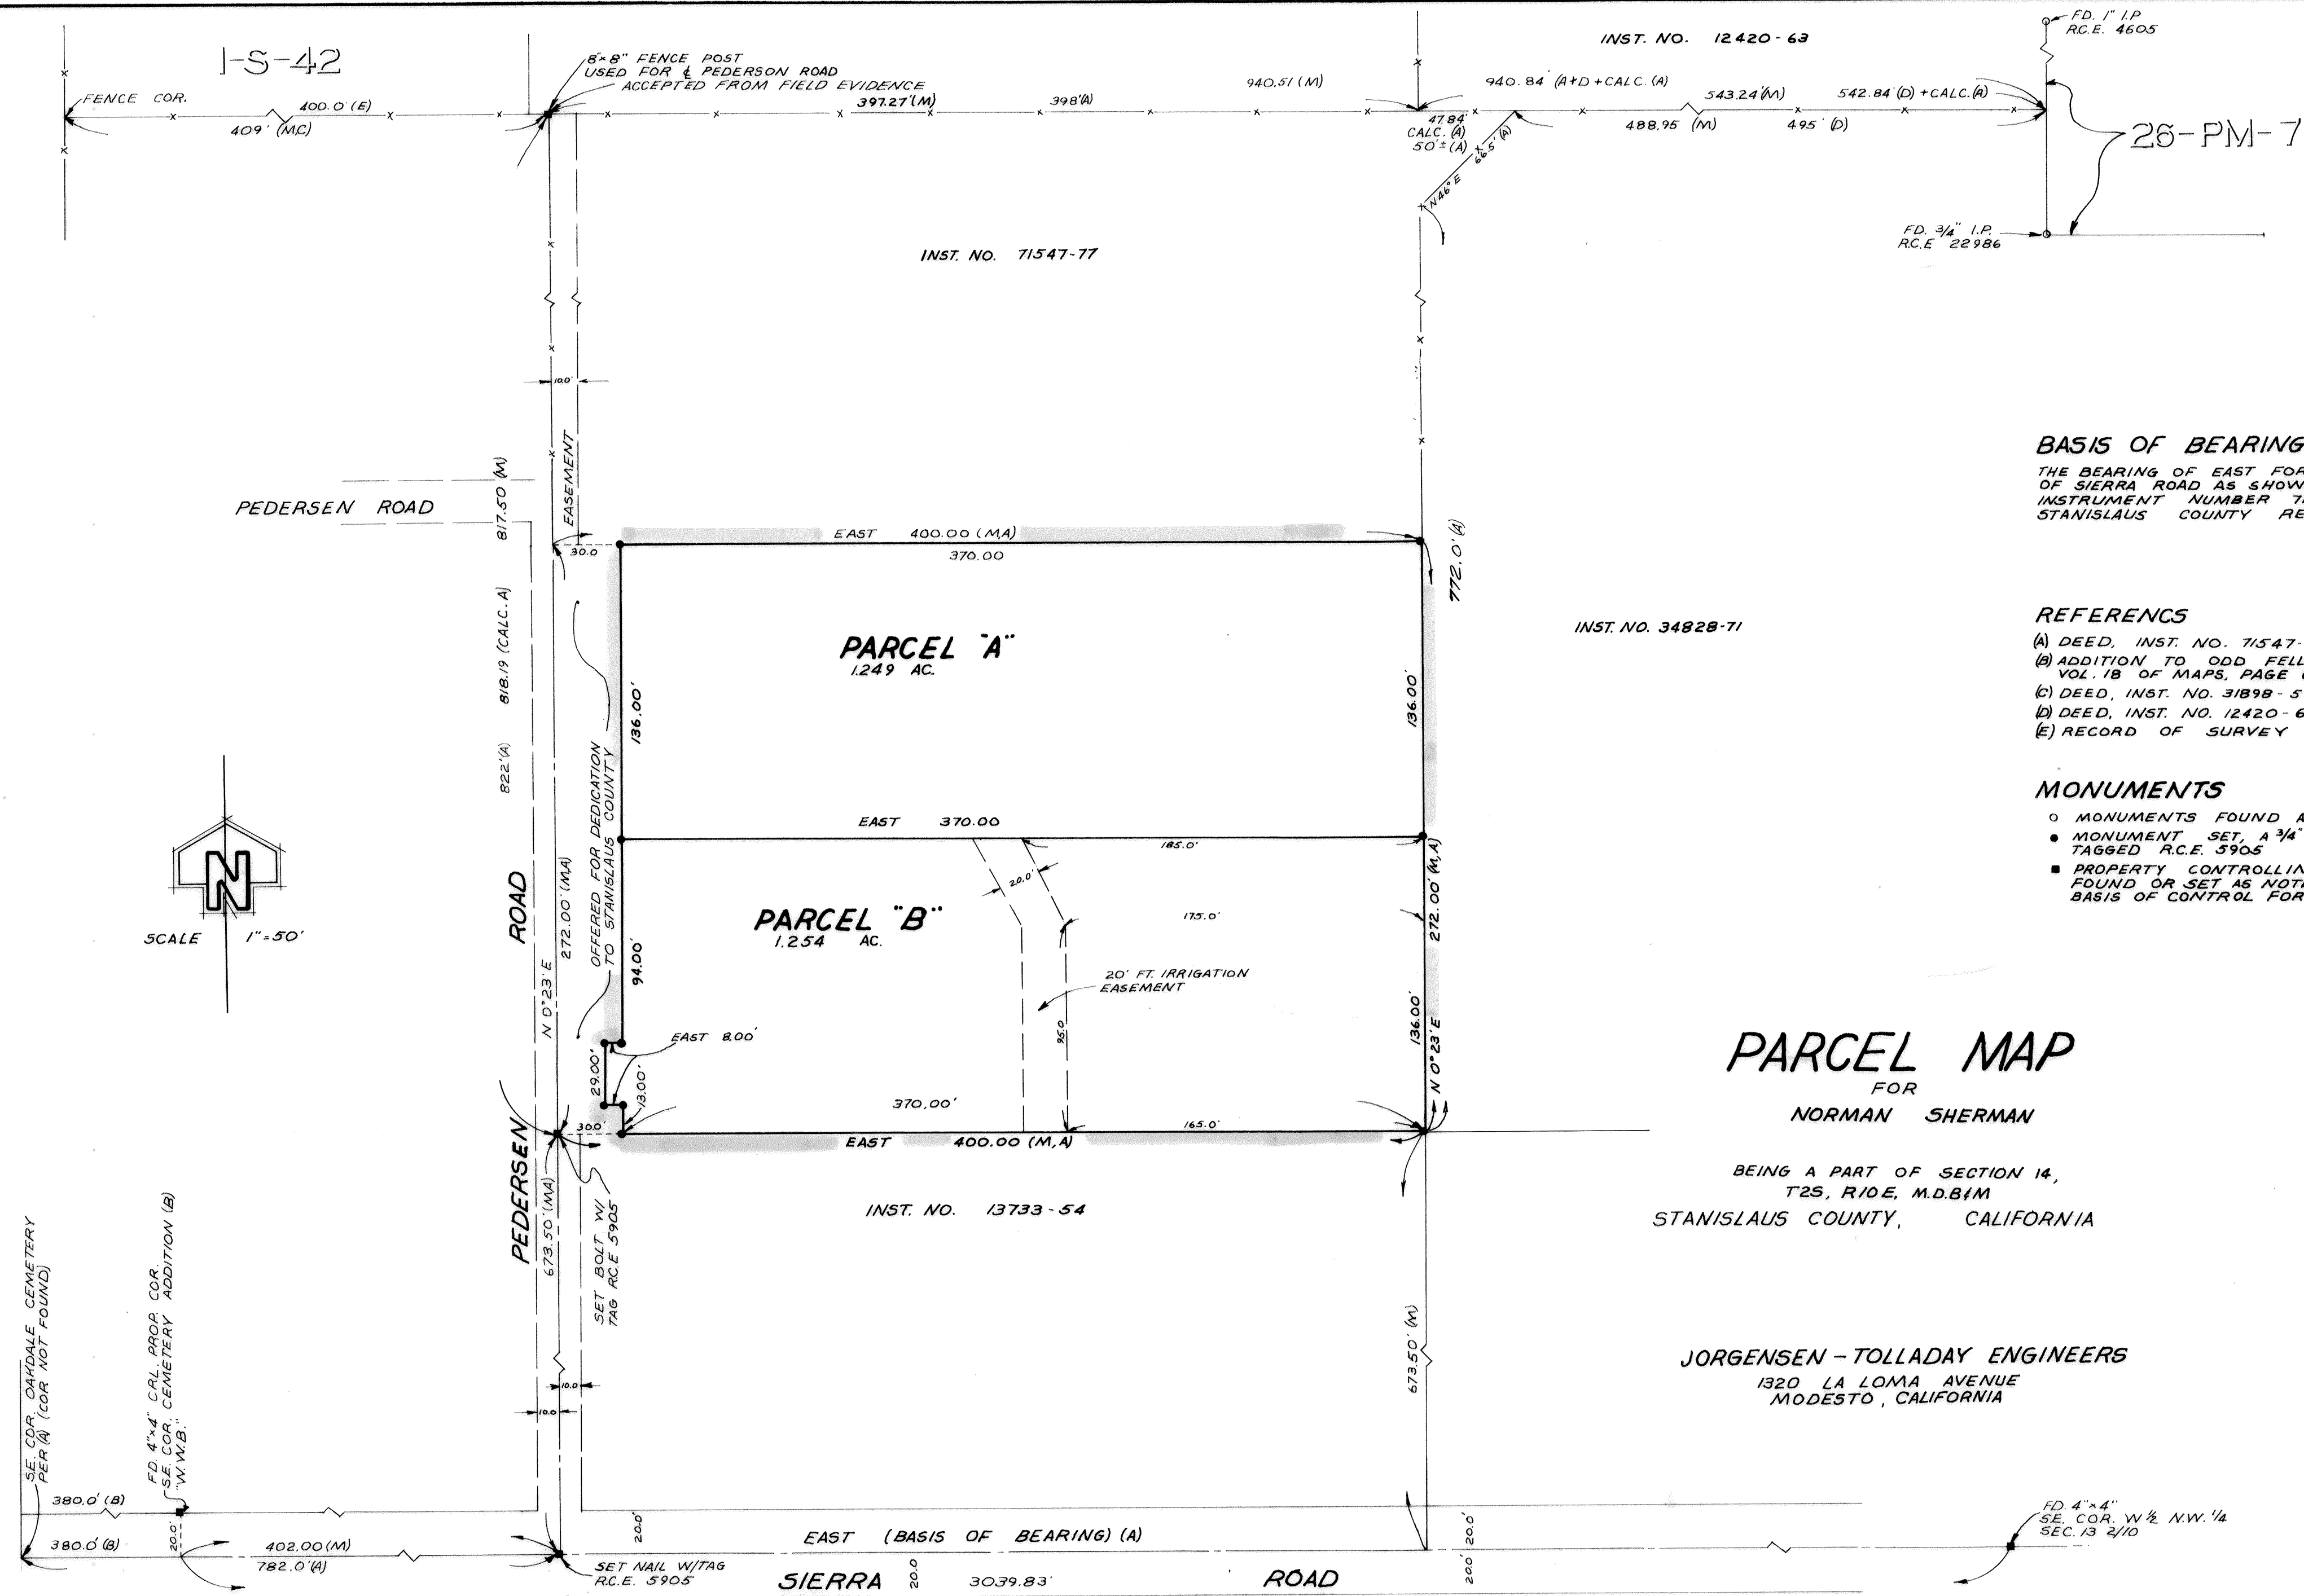 1-S-42
FENCE COR.
400.0'(E)
409' (M,C)
8"x8" FENCE POST
USED FOR ℄ PEDERSON ROAD
ACCEPTED FROM FIELD EVIDENCE
397.27'(M)
398'(A)
940.51 (M)
INST. NO. 12420-63
940.84' (A+D+CALC.(A)
543.24'(M)
542.84'(D)+CALC.(A)
47.84'
CALC. (A)
50'± (A)
488.95 (M)
495' (D)
N46°E 66.5' (A)
FD. 1" I.P
R.C.E. 4605
26-PM-7
FD. 3/4" I.P.
R.C.E 22986
INST. NO. 71547-77
10.0'
EASEMENT
PEDERSEN ROAD
817.50 (M)
818.19 (CALC. A)
822'(A)
30.0
EAST 400.00 (M,A)
370.00
772.0'(A)
PARCEL "A"
1.249 AC.
136.00'
136.00'
INST. NO. 34828-71
BASIS OF BEARING
THE BEARING OF EAST FOR
OF SIERRA ROAD AS SHOW
INSTRUMENT NUMBER 7
STANISLAUS COUNTY RE
REFERENCS
(A) DEED, INST. NO. 71547-
(B) ADDITION TO ODD FELL
VOL. 18 OF MAPS, PAGE
(C) DEED, INST. NO. 31898-5
(D) DEED, INST. NO. 12420-6
(E) RECORD OF SURVEY
MONUMENTS
○ MONUMENTS FOUND A
● MONUMENT SET, A 3/4"
TAGGED R.C.E. 5905
■ PROPERTY CONTROLLIN
FOUND OR SET AS NOT
BASIS OF CONTROL FOR
EAST 370.00
185.0'
20.0'
PARCEL "B"
1.254 AC.
175.0'
20' FT. IRRIGATION
EASEMENT
95.0
94.00'
OFFERED FOR DEDICATION
TO STANISLAUS COUNTY
272.00' (M,A)
N 0°23'E
PEDERSEN ROAD
EAST 8.00'
29.00'
13.00'
30.0'
370.00'
165.0'
EAST 400.00 (M,A)
272.00' (M,A)
136.00'
N 0°23'E
N
SCALE 1"=50'
SET BOLT W/
TAG R.C.E 5905
673.50' (M,A)
INST. NO. 13733-54
673.50' (M)
10.0
10.0
PARCEL MAP
FOR
NORMAN SHERMAN
BEING A PART OF SECTION 14,
T2S, R10E, M.D.B&M
STANISLAUS COUNTY, CALIFORNIA
JORGENSEN-TOLLADAY ENGINEERS
1320 LA LOMA AVENUE
MODESTO, CALIFORNIA
S.E. COR. OAKDALE CEMETERY
PER (A) (COR NOT FOUND)
FD. 4"x4" CRL. PROP. COR.
S.E. COR. CEMETERY ADDITION (B)
"W.W.B."
380.0' (B)
380.0' (B)
20.0'
402.00 (M)
782.0'(A)
SET NAIL W/TAG
R.C.E. 5905
20.0'
EAST (BASIS OF BEARING) (A)
SIERRA ROAD
20.0
3039.83'
20.0' 20.0'
20.0'
FD. 4"x4"
S.E. COR. W ½ N.W. ¼
SEC. 13 2/10